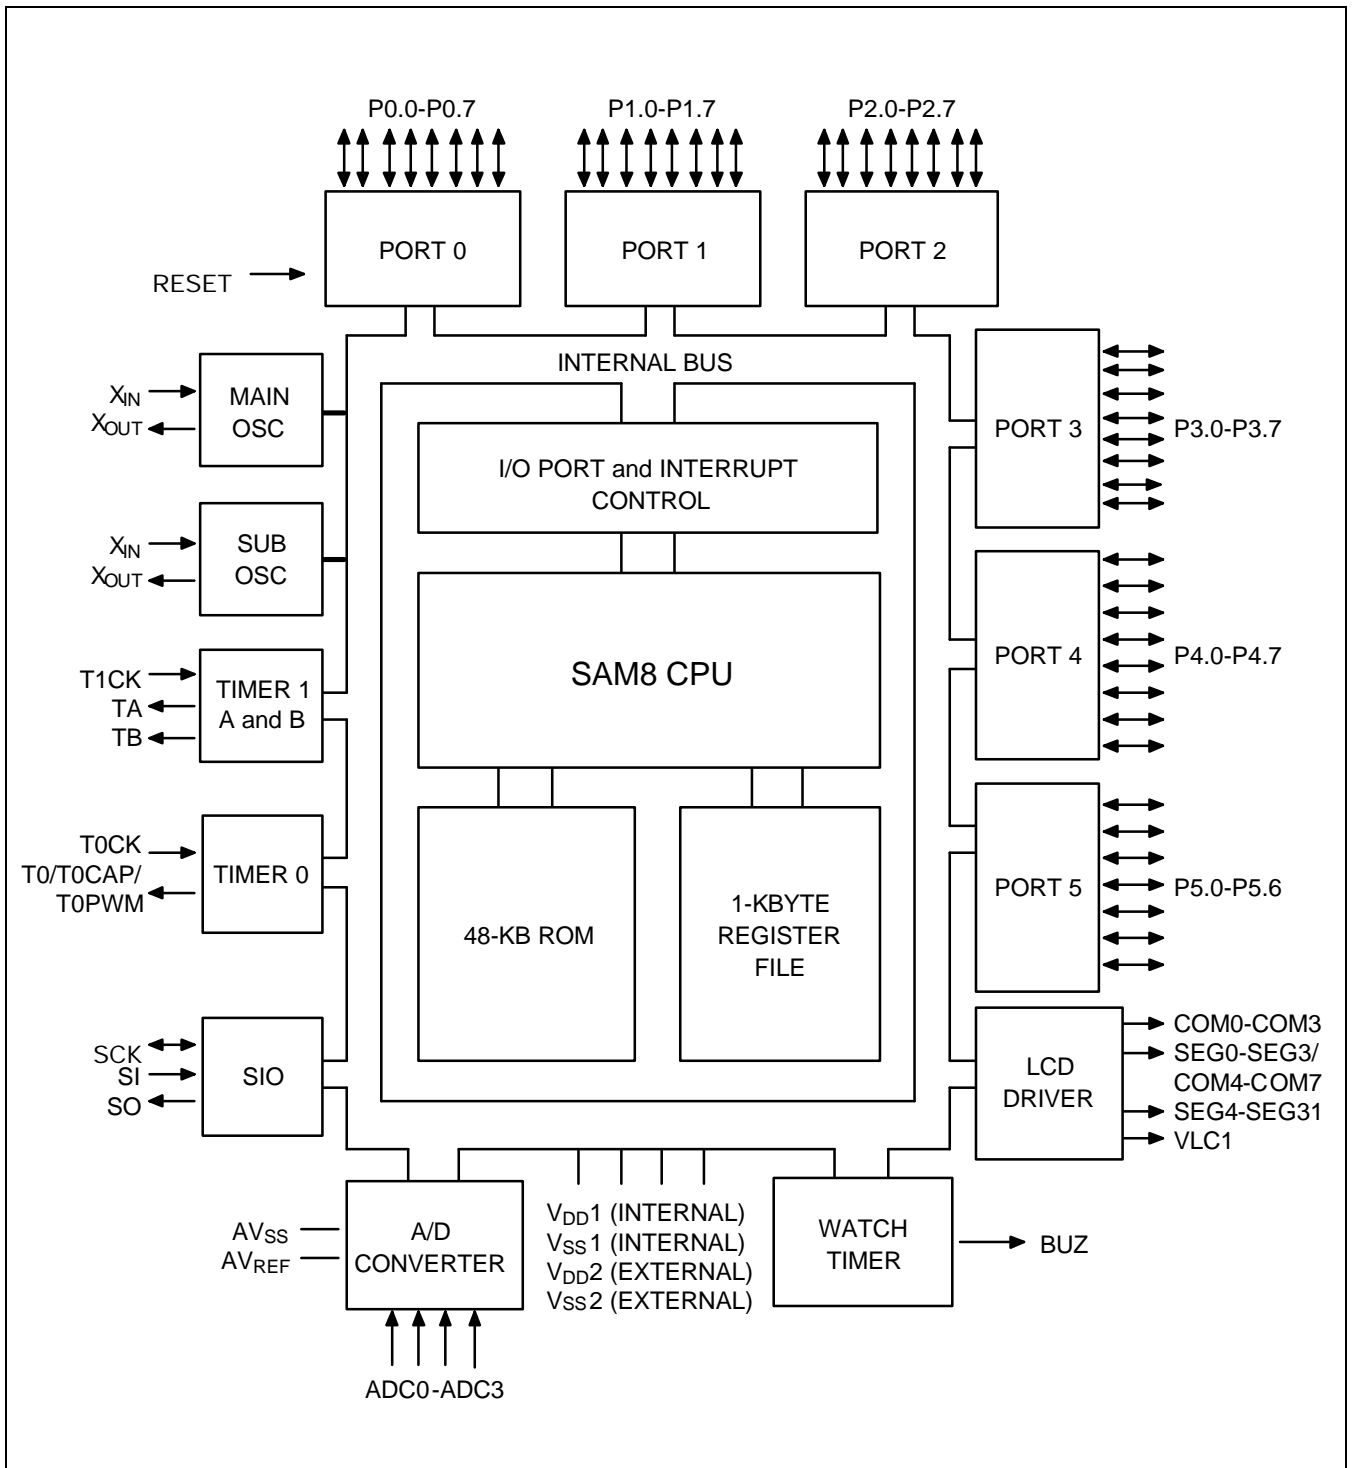 P0.0-P0.7
P1.0-P1.7
P2.0-P2.7
PORT 0
PORT 1
PORT 2
RESET
INTERNAL BUS
XIN
XOUT
MAIN
OSC
I/O PORT and INTERRUPT
CONTROL
PORT 3
P3.0-P3.7
XIN
XOUT
SUB
OSC
SAM8 CPU
PORT 4
P4.0-P4.7
T1CK
TA
TB
TIMER 1
A and B
T0CK
T0/T0CAP/
T0PWM
TIMER 0
48-KB ROM
1-KBYTE
REGISTER
FILE
PORT 5
P5.0-P5.6
SCK
SI
SO
SIO
LCD
DRIVER
COM0-COM3
SEG0-SEG3/
COM4-COM7
SEG4-SEG31
VLC1
AVSS
AVREF
A/D
CONVERTER
VDD1 (INTERNAL)
VSS1 (INTERNAL)
VDD2 (EXTERNAL)
VSS2 (EXTERNAL)
WATCH
TIMER
BUZ
ADC0-ADC3